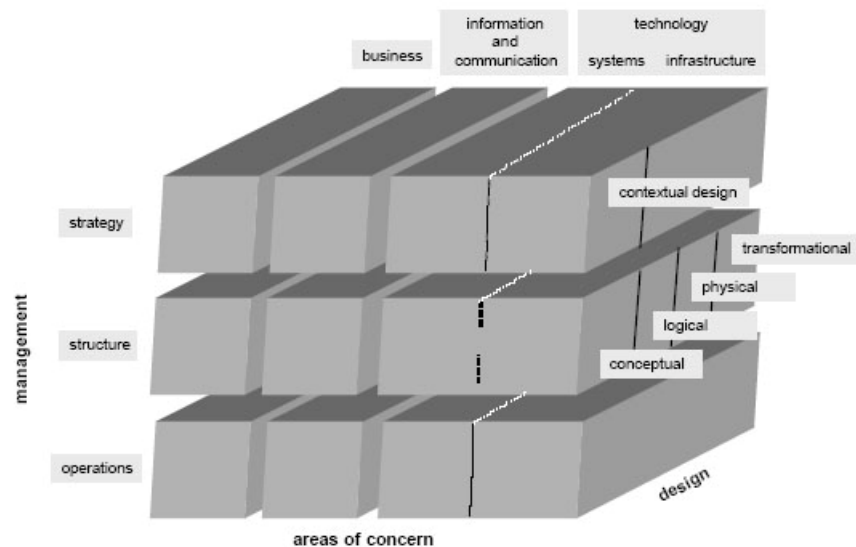 information
and
communication
technology
business
systems
infrastructure
contextual design
strategy
transformational
physical
management
structure
logical
conceptual
operations
design
areas of concern